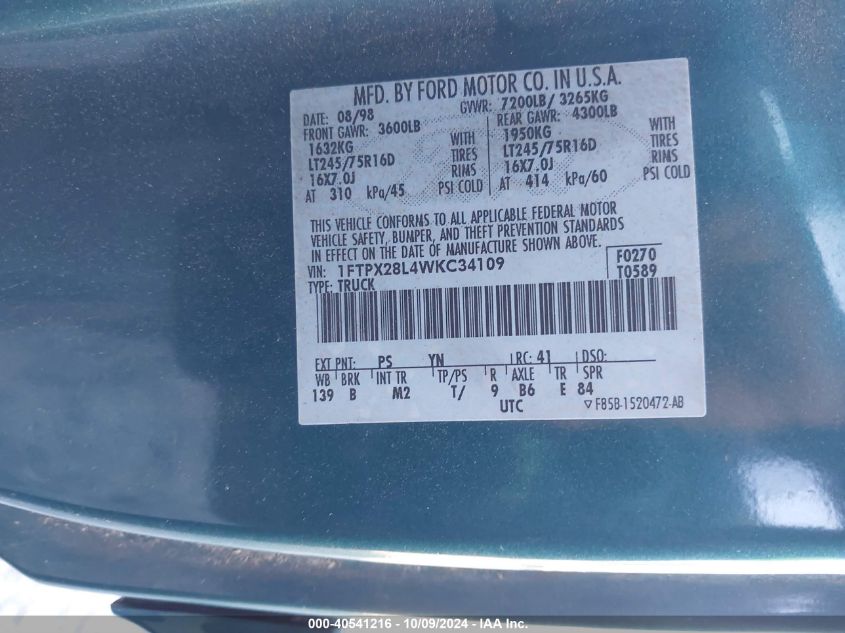 MFD. BY FORD MOTOR CO. IN U.S.A.
DATE: 08/98 GVWR: 7200LB/ 3265KG
FRONT GAWR: 3600LB REAR GAWR: 4300LB
1632KG WITH 1950KG WITH
LT245/75R16D TIRES LT245/75R16D TIRES
16X7.0J RIMS 16X7.0J RIMS
AT 310 kPa/45 PSI COLD AT 414 kPa/60 PSI COLD
THIS VEHICLE CONFORMS TO ALL APPLICABLE FEDERAL MOTOR
VEHICLE SAFETY, BUMPER, AND THEFT PREVENTION STANDARDS
IN EFFECT ON THE DATE OF MANUFACTURE SHOWN ABOVE.
VIN: 1FTPX28L4WKC34109 F0270
TYPE: TRUCK T0589
EXT PNT: PS YN RC: 41 DSO:
WB BRK INT TR TP/PS R AXLE TR SPR
139 B M2 T/ 9 B6 E 84
UTC ▽ F85B-1520472-AB
000-40541216 - 10/09/2024 - IAA Inc.